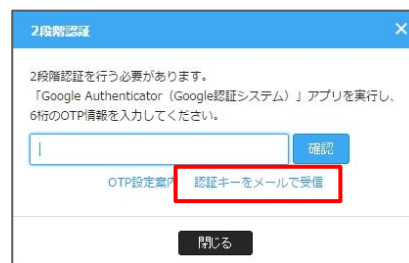 2段階認証
2段階認証を行う必要があります。
「Google Authenticator（Google認証システム）」アプリを実行し、
6桁のOTP情報を入力してください。
確認
OTP設定案内 認証キーをメールで受信
閉じる